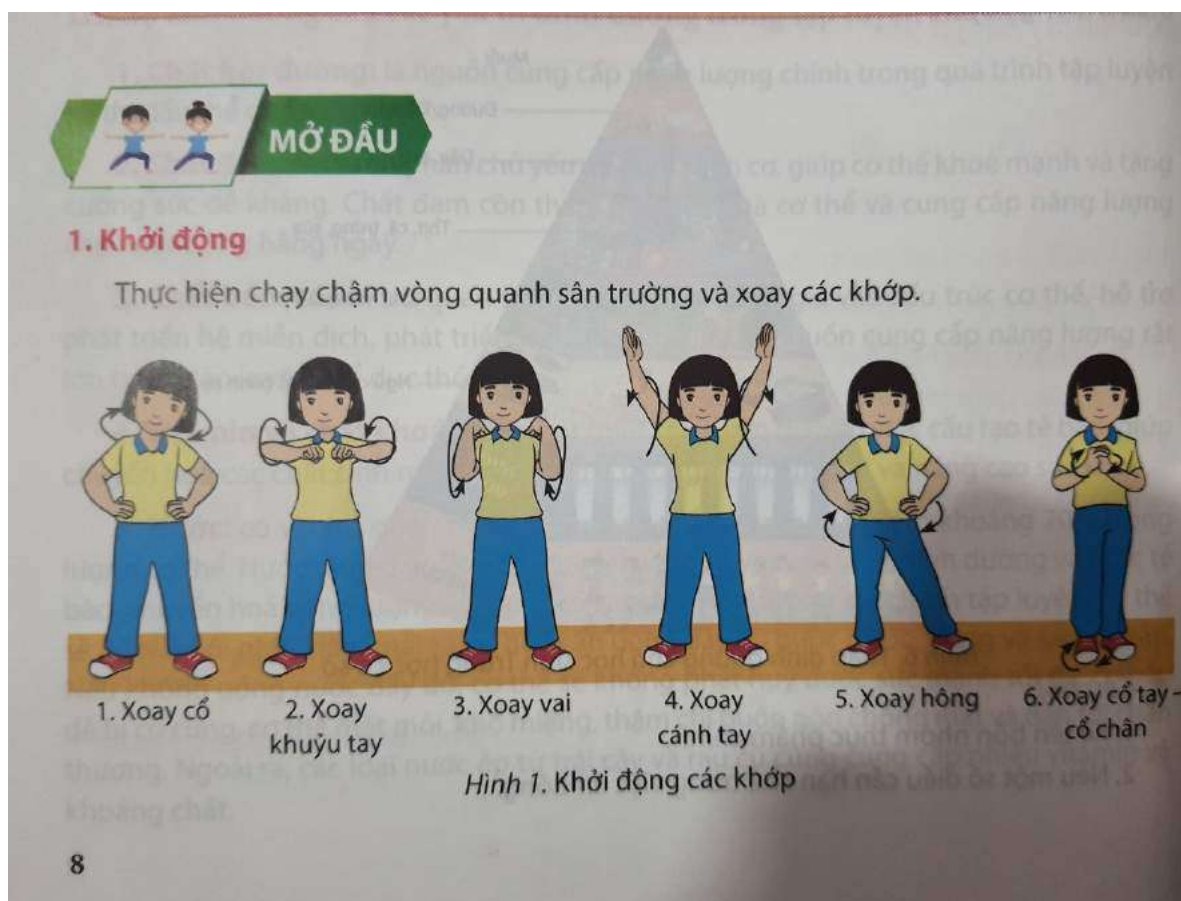 MỞ ĐẦU
1. Khởi động
Thực hiện chạy chậm vòng quanh sân trường và xoay các khớp.
1. Xoay cổ
2. Xoay
khuỷu tay
3. Xoay vai
4. Xoay
cánh tay
5. Xoay hông
6. Xoay cổ tay -
cổ chân
Hình 1. Khởi động các khớp
8